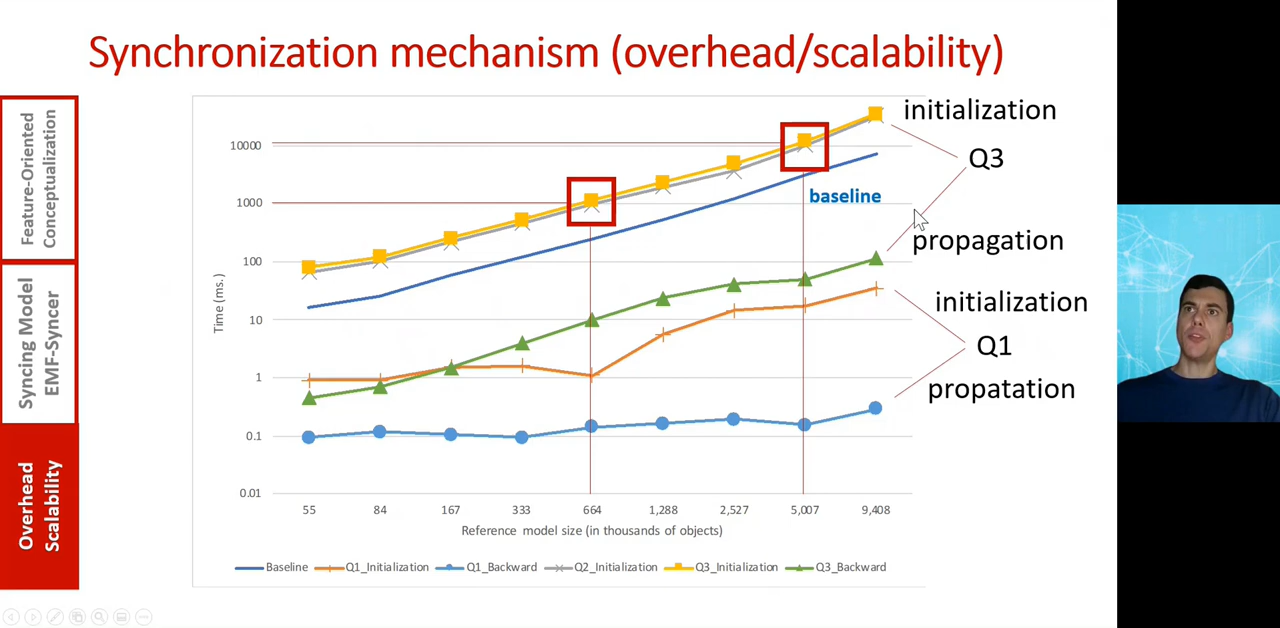 Synchronization mechanism (overhead/scalability)
Feature-Oriented
Conceptualization
Syncing Model
EMF-Syncer
Overhead
Scalability
Time (ms.)
10000
1000
100
10
1
0.1
0.01
55 84 167 333 664 1,288 2,527 5,007 9,408
Reference model size (in thousands of objects)
Baseline Q1_Initialization Q1_Backward Q2_Initialization Q3_Initialization Q3_Backward
baseline
initialization
Q3
propagation
initialization
Q1
propatation